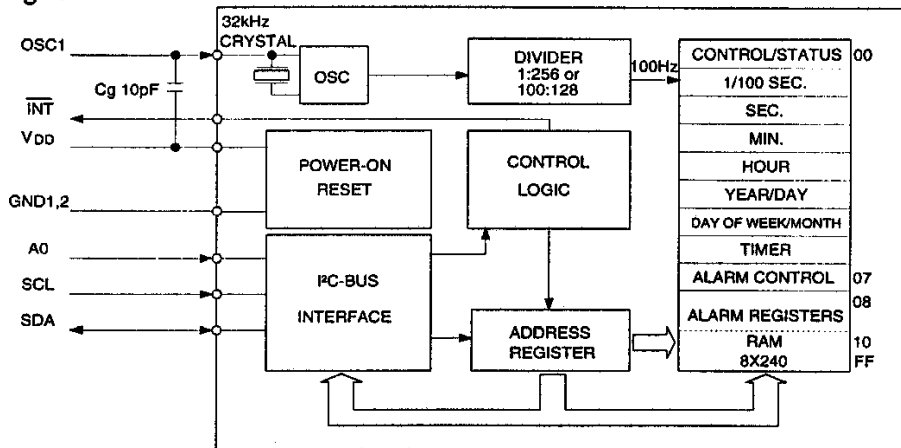 32kHz
CRYSTAL
OSC1
Cg 10pF
INT
VDD
GND1,2
A0
SCL
SDA
OSC
DIVIDER
1:256 or
100:128
100Hz
POWER-ON
RESET
CONTROL
LOGIC
I²C-BUS
INTERFACE
ADDRESS
REGISTER
CONTROL/STATUS 00
1/100 SEC.
SEC.
MIN.
HOUR
YEAR/DAY
DAY OF WEEK/MONTH
TIMER
ALARM CONTROL 07
08
ALARM REGISTERS
RAM 10
8X240 FF